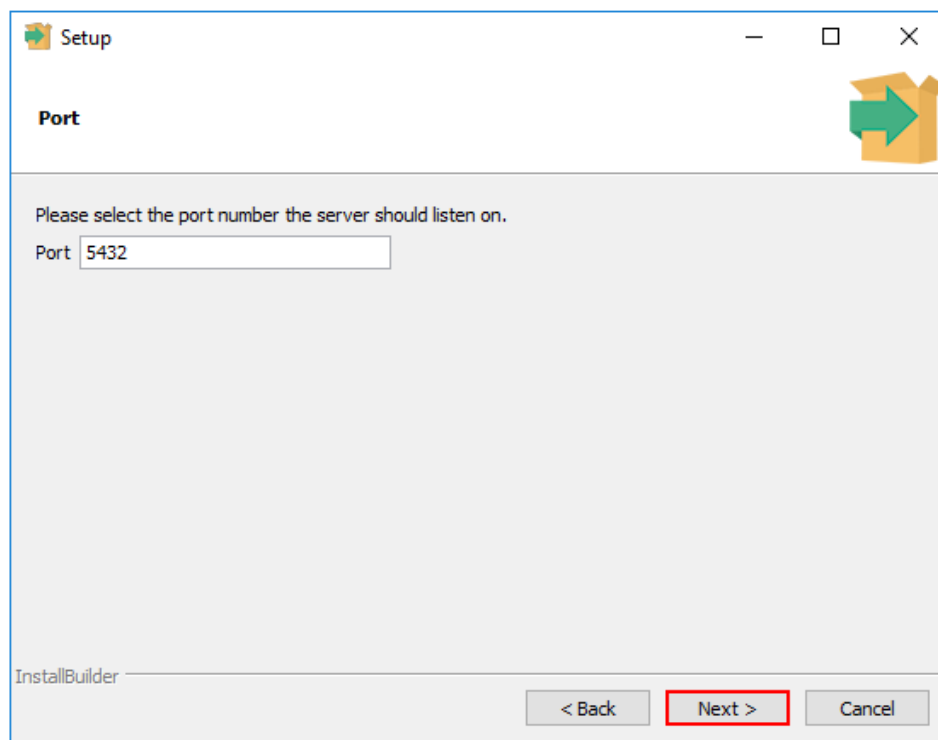 Setup
Port
Please select the port number the server should listen on.
Port 5432
InstallBuilder
< Back Next > Cancel